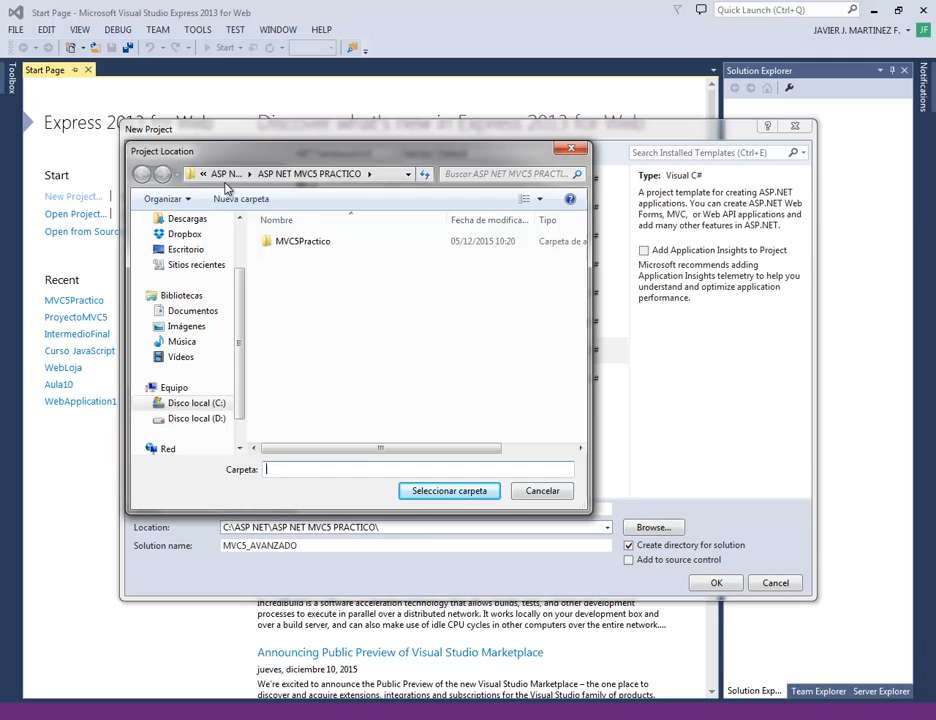 Start Page - Microsoft Visual Studio Express 2013 for Web
Quick Launch (Ctrl+Q)
FILE EDIT VIEW DEBUG TEAM TOOLS TEST WINDOW HELP
JAVIER J. MARTINEZ F.
JF
Start
Toolbox
Start Page
Solution Explorer
Notifications
Express 2013 for Web
Discover what's new in Express 2013 for Web
New Project
Project Location
Search Installed Templates (Ctrl+E)
« ASP N... ASP NET MVC5 PRACTICO
Buscar ASP NET MVC5 PRACTI...
Organizar
Nueva carpeta
Start
New Project...
Open Project...
Open from Sour
Recent
MVC5Practico
ProyectoMVC5
IntermedioFinal
Curso JavaScript
WebLoja
Aula10
WebApplication1
Descargas
Dropbox
Escritorio
Sitios recientes
Bibliotecas
Documentos
Imágenes
Música
Vídeos
Equipo
Disco local (C:)
Disco local (D:)
Red
Nombre
Fecha de modifica...
Tipo
MVC5Practico
05/12/2015 10:20
Carpeta de a
Carpeta:
Seleccionar carpeta
Cancelar
Type: Visual C#
A project template for creating ASP.NET
applications. You can create ASP.NET Web
Forms, MVC, or Web API applications and
add many other features in ASP.NET.
Add Application Insights to Project
Microsoft recommends adding
Application Insights telemetry to help you
understand and optimize application
performance.
Location:
C:\ASP NET\ASP NET MVC5 PRACTICO\
Browse...
Solution name:
MVC5_AVANZADO
Create directory for solution
Add to source control
OK
Cancel
IncrediBuild is a software acceleration technology that allows builds, tests, and other development
processes to execute in parallel over a distributed network. It works locally on your development box and
over a build server, and can also make use of idle CPU cycles in other computers over the entire network....
Announcing Public Preview of Visual Studio Marketplace
jueves, diciembre 10, 2015
We're excited to announce the Public Preview of the new Visual Studio Marketplace – the one place to
discover and acquire extensions, integrations and subscriptions for the Visual Studio family of products.
Solution Exp...
Team Explorer
Server Explorer